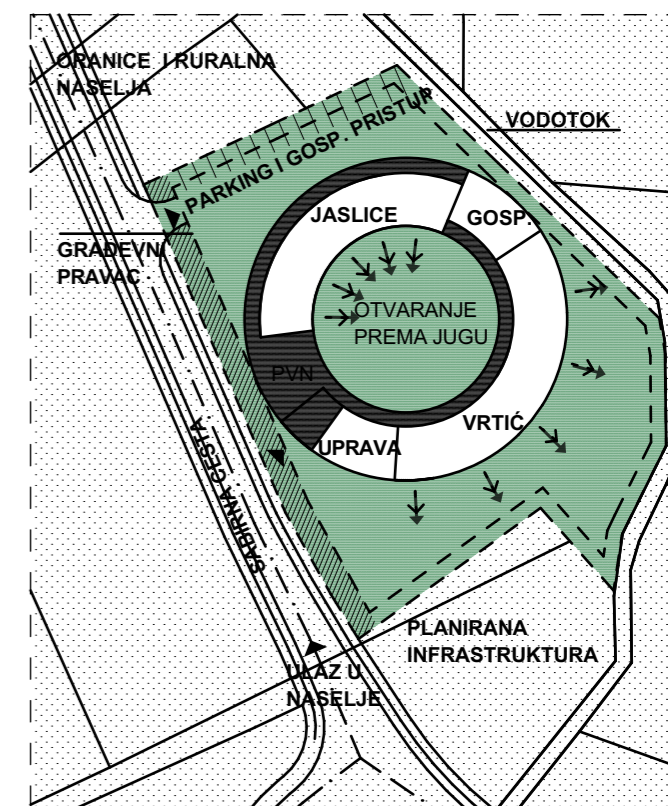 ORANICE I RURALNA
NASELJA
VODOTOK
PARKING I GOSP. PRISTUP
JASLICE
GOSP.
GRAĐEVNI
PRAVAC
OTVARANJE
PREMA JUGU
PVN
VRTIĆ
UPRAVA
SABIRNA CESTA
PLANIRANA
INFRASTRUKTURA
ULAZ U
NASELJE